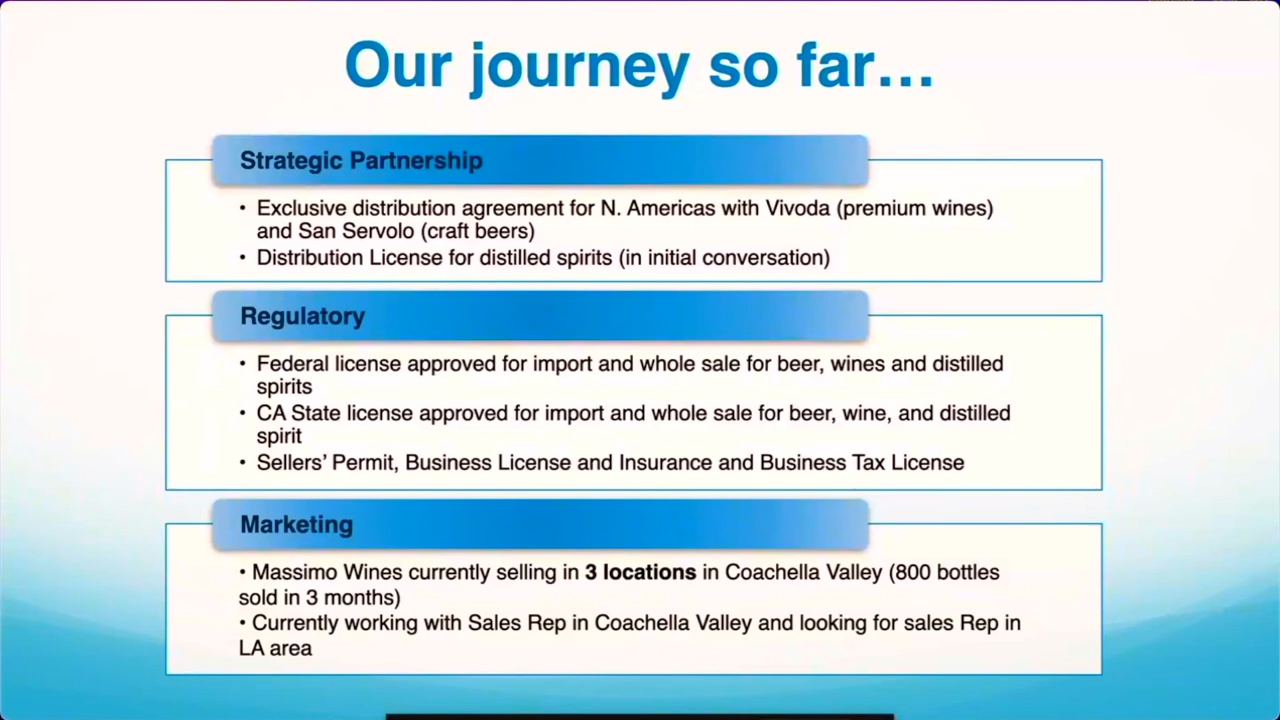 Our journey so far...
Strategic Partnership
• Exclusive distribution agreement for N. Americas with Vivoda (premium wines)
and San Servolo (craft beers)
• Distribution License for distilled spirits (in initial conversation)
Regulatory
• Federal license approved for import and whole sale for beer, wines and distilled
spirits
• CA State license approved for import and whole sale for beer, wine, and distilled
spirit
• Sellers' Permit, Business License and Insurance and Business Tax License
Marketing
• Massimo Wines currently selling in 3 locations in Coachella Valley (800 bottles
sold in 3 months)
• Currently working with Sales Rep in Coachella Valley and looking for sales Rep in
LA area